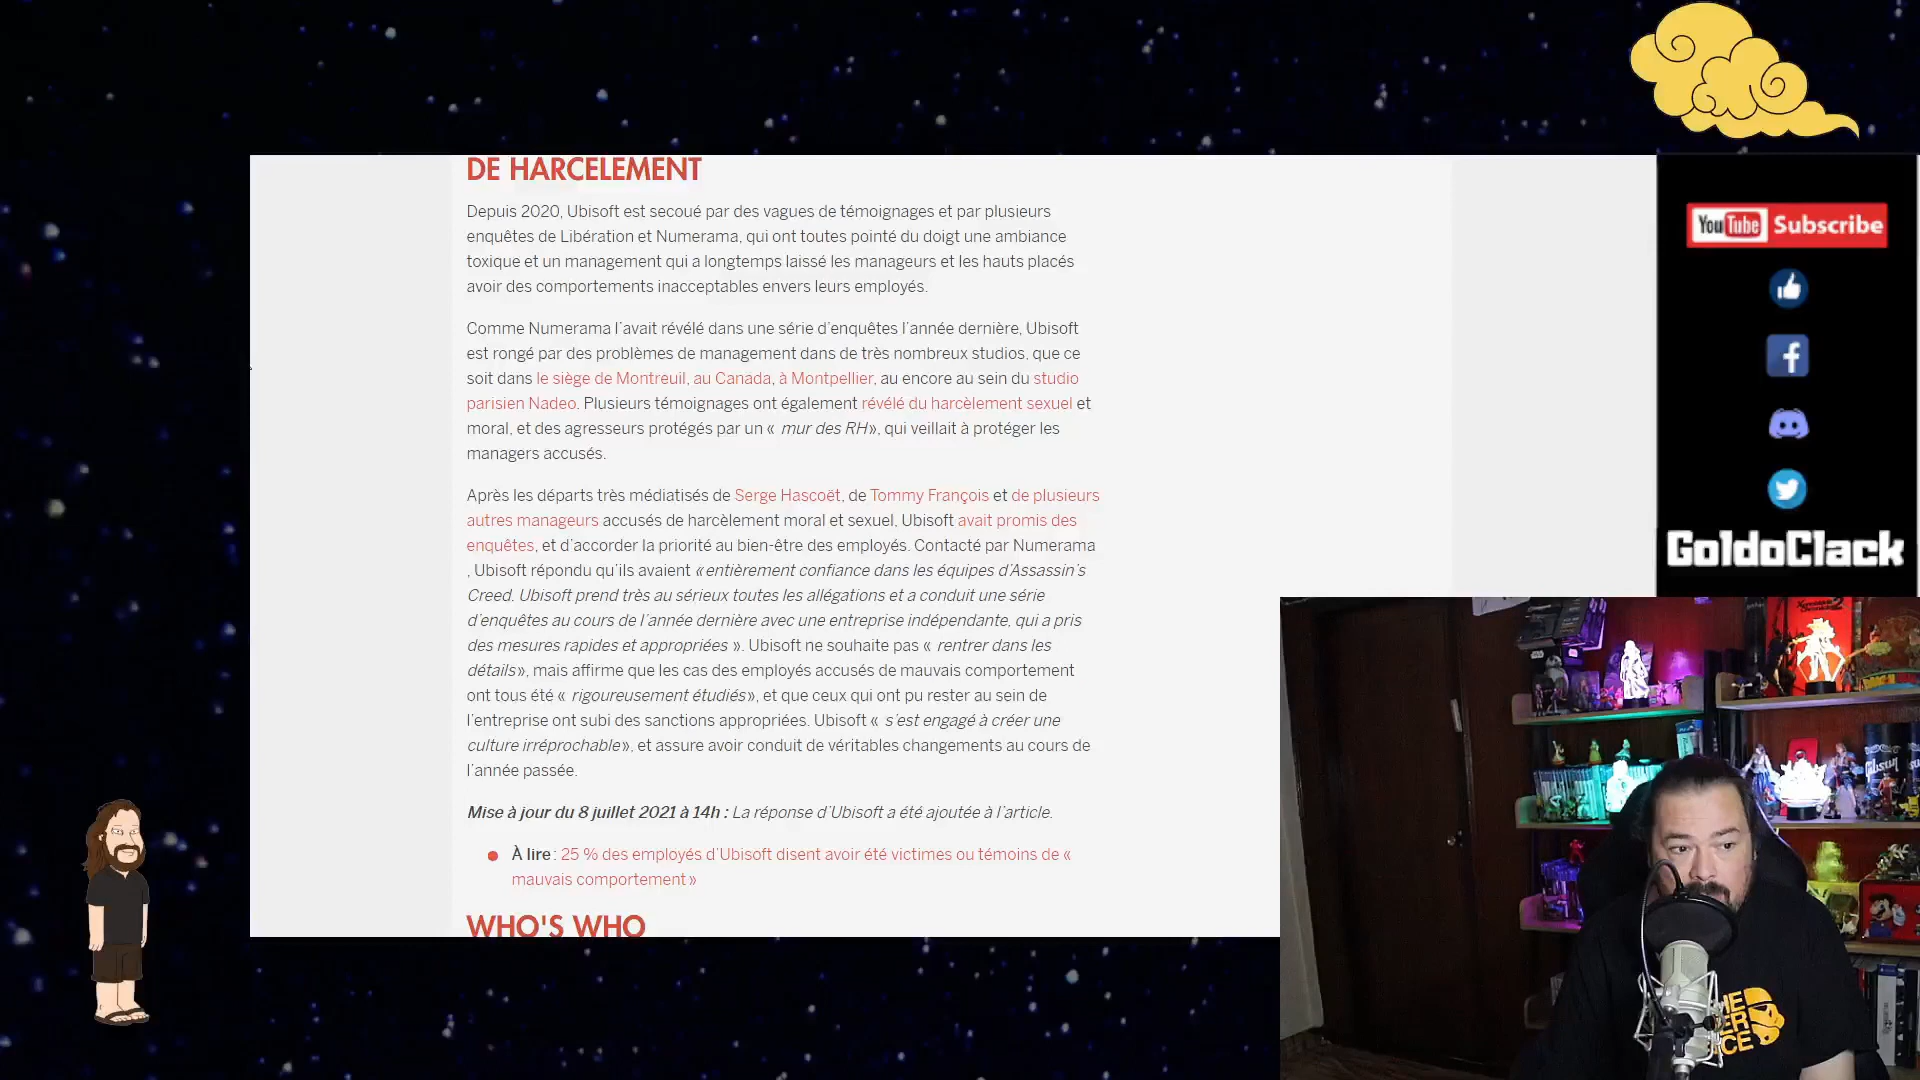 DE HARCELEMENT
Depuis 2020, Ubisoft est secoué par des vagues de témoignages et par plusieurs
enquêtes de Libération et Numerama, qui ont toutes pointé du doigt une ambiance
toxique et un management qui a longtemps laissé les manageurs et les hauts placés
avoir des comportements inacceptables envers leurs employés.
Comme Numerama l'avait révélé dans une série d'enquêtes l'année dernière, Ubisoft
est rongé par des problèmes de management dans de très nombreux studios, que ce
soit dans le siège de Montreuil, au Canada, à Montpellier, au encore au sein du studio
parisien Nadeo. Plusieurs témoignages ont également révélé du harcèlement sexuel et
moral, et des agresseurs protégés par un « mur des RH», qui veillait à protéger les
managers accusés.
Après les départs très médiatisés de Serge Hascoët, de Tommy François et de plusieurs
autres manageurs accusés de harcèlement moral et sexuel, Ubisoft avait promis des
enquêtes, et d'accorder la priorité au bien-être des employés. Contacté par Numerama
, Ubisoft répondu qu'ils avaient « entièrement confiance dans les équipes d'Assassin's
Creed. Ubisoft prend très au sérieux toutes les allégations et a conduit une série
d'enquêtes au cours de l'année dernière avec une entreprise indépendante, qui a pris
des mesures rapides et appropriées ». Ubisoft ne souhaite pas « rentrer dans les
détails», mais affirme que les cas des employés accusés de mauvais comportement
ont tous été « rigoureusement étudiés», et que ceux qui ont pu rester au sein de
l'entreprise ont subi des sanctions appropriées. Ubisoft « s'est engagé à créer une
culture irréprochable», et assure avoir conduit de véritables changements au cours de
l'année passée.
Mise à jour du 8 juillet 2021 à 14h : La réponse d'Ubisoft a été ajoutée à l'article.
À lire : 25 % des employés d'Ubisoft disent avoir été victimes ou témoins de «
mauvais comportement »
WHO'S WHO
YouTube Subscribe
GoldoClack